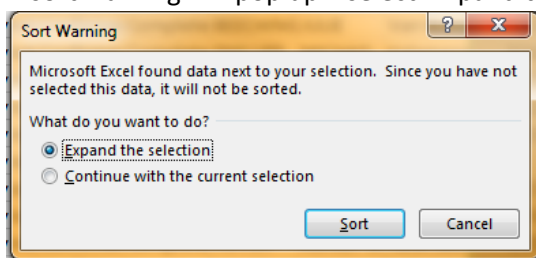 Sort Warning
Microsoft Excel found data next to your selection. Since you have not
selected this data, it will not be sorted.
What do you want to do?
Expand the selection
Continue with the current selection
Sort
Cancel